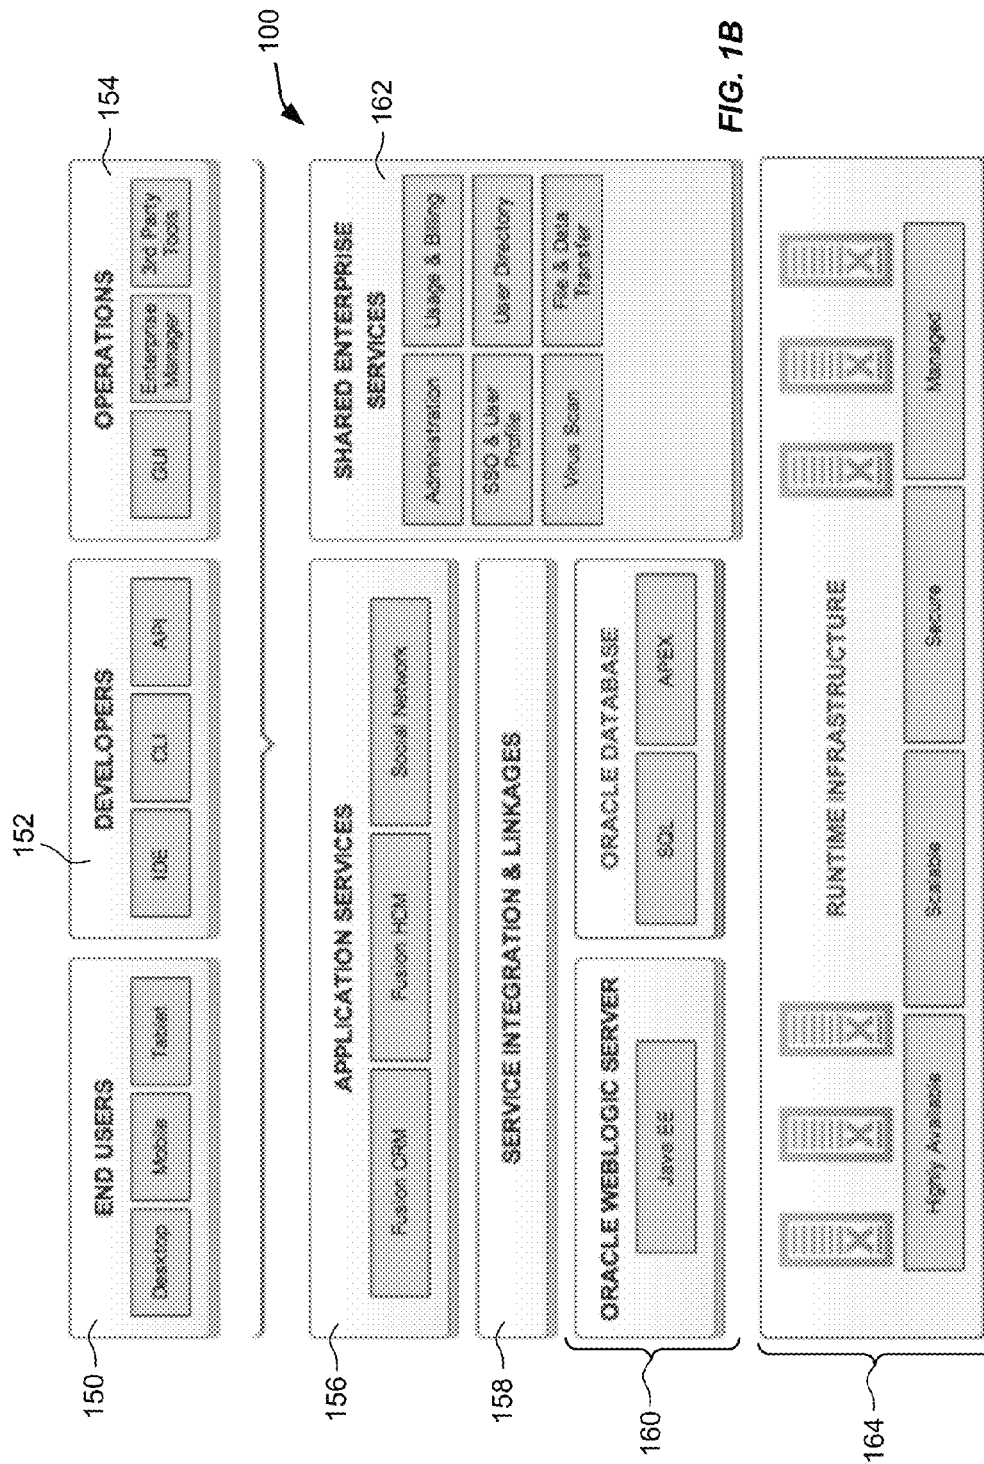 100
150
END USERS
Desktop
Mobile
Tablet
152
DEVELOPERS
IDE
CLI
API
154
OPERATIONS
GUI
Enterprise
Manager
3rd Party
Tools
156
APPLICATION SERVICES
Fusion CRM
Fusion HCM
Social Network
158
SERVICE INTEGRATION & LINKAGES
160
ORACLE WEBLOGIC SERVER
Java EE
ORACLE DATABASE
SQL
APEX
162
SHARED ENTERPRISE
SERVICES
Administration
Usage & Billing
SSO & User
Profile
User Directory
Virus Scan
File & Data
Transfer
164
RUNTIME INFRASTRUCTURE
X
X
X
X
X
X
Highly Available
Scalable
Secure
Managed
FIG. 1B